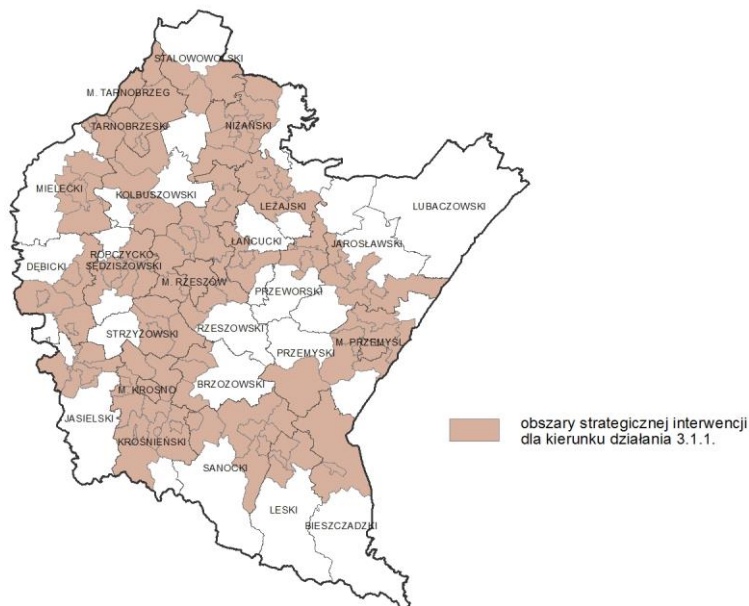 STALOWOWOLSKI
M. TARNOBRZEG
TARNOBRZESKI
NIŻAŃSKI
MIELECKI
KOLBUSZOWSKI
LEŻAJSKI
LUBACZOWSKI
ŁAŃCUCKI
JAROSŁAWSKI
ROPCZYCKO
SĘDZISZOWSKI
DĘBICKI
M. RZESZÓW
PRZEWORSKI
RZESZOWSKI
STRZYŻOWSKI
M. PRZEMYŚL
PRZEMYSKI
BRZOZOWSKI
M. KROSNO
JASIELSKI
KROŚNIEŃSKI
SANOCKI
LESKI
BIESZCZADZKI
obszary strategicznej interwencji
dla kierunku działania 3.1.1.